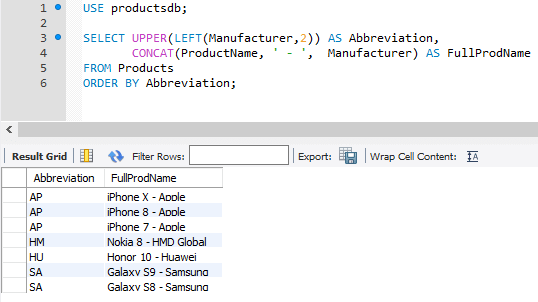 1 USE productsdb;
2
3 SELECT UPPER(LEFT(Manufacturer,2)) AS Abbreviation,
4 CONCAT(ProductName, ' - ', Manufacturer) AS FullProdName
5 FROM Products
6 ORDER BY Abbreviation;
Result Grid Filter Rows: Export: Wrap Cell Content:
Abbreviation FullProdName
AP iPhone X - Apple
AP iPhone 8 - Apple
AP iPhone 7 - Apple
HM Nokia 8 - HMD Global
HU Honor 10 - Huawei
SA Galaxy S9 - Samsung
SA Galaxy S8 - Samsung